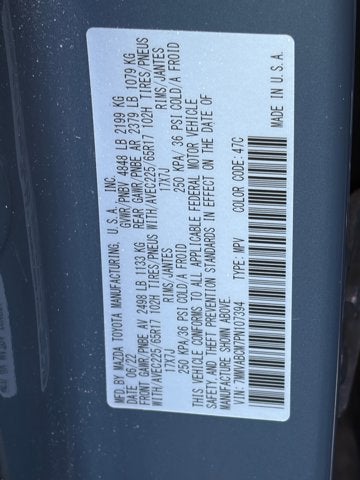 MFD BY MAZDA TOYOTA MANUFACTURING, U.S.A., INC.
DATE 06/22 GVWR/PNBV 4848 LB 2199 KG
FRONT GAWR/PNBE AV 2498 LB 1133 KG REAR GAWR/PNBE AR 2379 LB 1079 KG
WITH/AVEC225/65R17 102H TIRES/PNEUS WITH/AVEC225/65R17 102H TIRES/PNEUS
17X7J RIMS/JANTES 17X7J RIMS/JANTES
250 KPA/36 PSI COLD/A FROID 250 KPA/36 PSI COLD/A FROID
THIS VEHICLE CONFORMS TO ALL APPLICABLE FEDERAL MOTOR VEHICLE
SAFETY AND THEFT PREVENTION STANDARDS IN EFFECT ON THE DATE OF
MANUFACTURE SHOWN ABOVE.
VIN:7MMVABCM7PN107394 TYPE:MPV COLOR:47C MADE IN U.S.A.